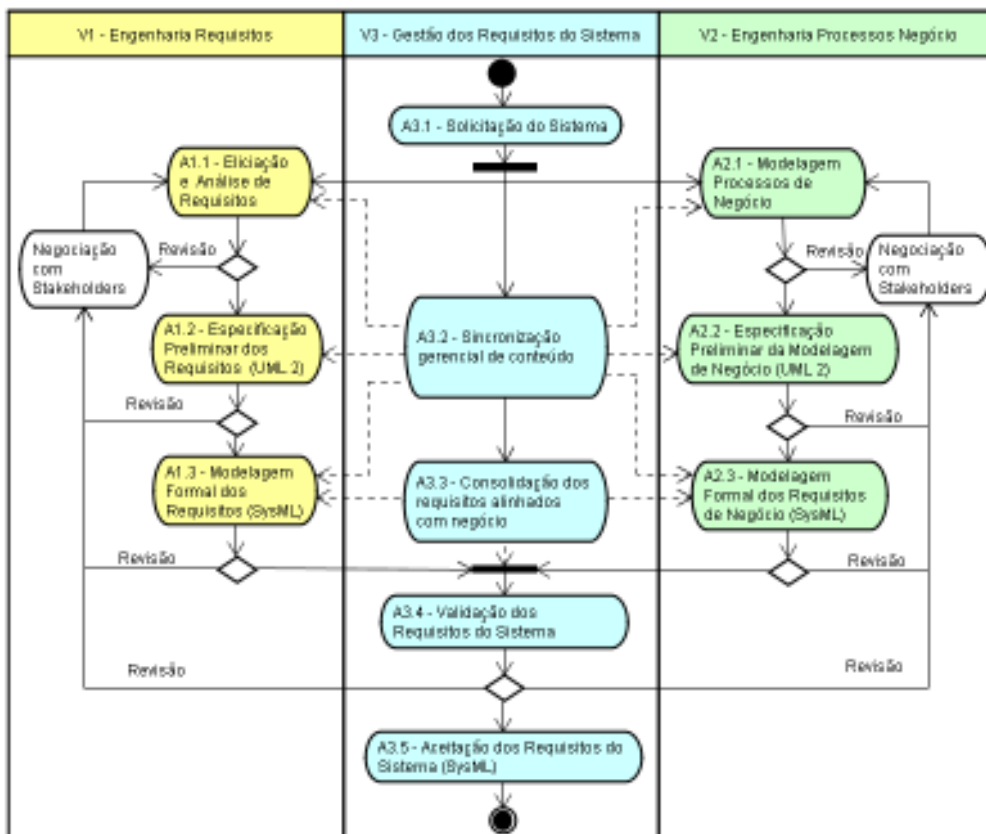 V1 - Engenharia Requisitos
V3 - Gestão dos Requisitos do Sistema
V2 - Engenharia Processos Negócio
A3.1 - Solicitação do Sistema
A1.1 - Eliciação
e Análise de
Requisitos
A2.1 - Modelagem
Processos de
Negócio
Negociação
com
Stakeholders
Revisão
Revisão
Negociação
com
Stakeholders
A1.2 - Especificação
Preliminar dos
Requisitos (UML 2)
A3.2 - Sincronização
gerencial de conteúdo
A2.2 - Especificação
Preliminar da Modelagem
de Negócio (UML 2)
Revisão
Revisão
A1.3 - Modelagem
Formal dos
Requisitos (SysML)
A3.3 - Consolidação dos
requisitos alinhados
com negócio
A2.3 - Modelagem
Formal dos Requisitos
de Negócio (SysML)
Revisão
Revisão
A3.4 - Validação dos
Requisitos do Sistema
Revisão
Revisão
A3.5 - Aceitação dos Requisitos do
Sistema (SysML)